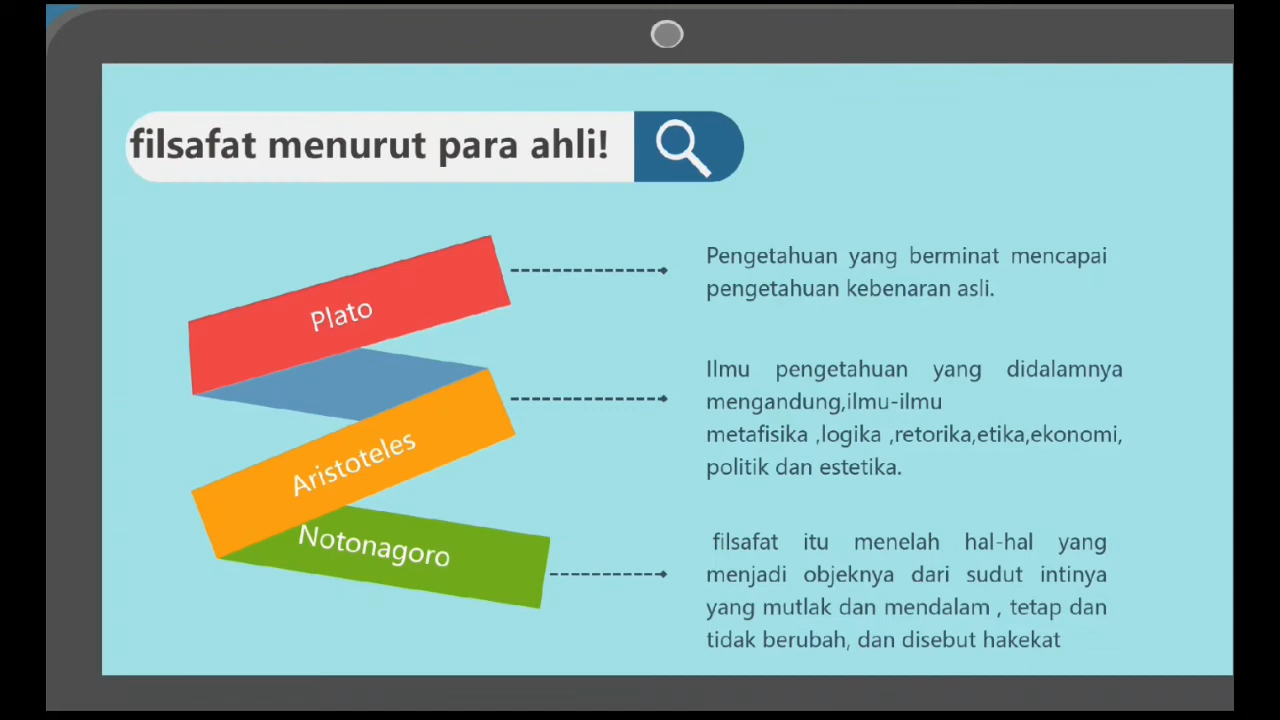 filsafat menurut para ahli!
Plato
Pengetahuan yang berminat mencapai
pengetahuan kebenaran asli.
Aristoteles
Ilmu pengetahuan yang didalamnya
mengandung,ilmu-ilmu
metafisika ,logika ,retorika,etika,ekonomi,
politik dan estetika.
Notonagoro
filsafat itu menelah hal-hal yang
menjadi objeknya dari sudut intinya
yang mutlak dan mendalam , tetap dan
tidak berubah, dan disebut hakekat